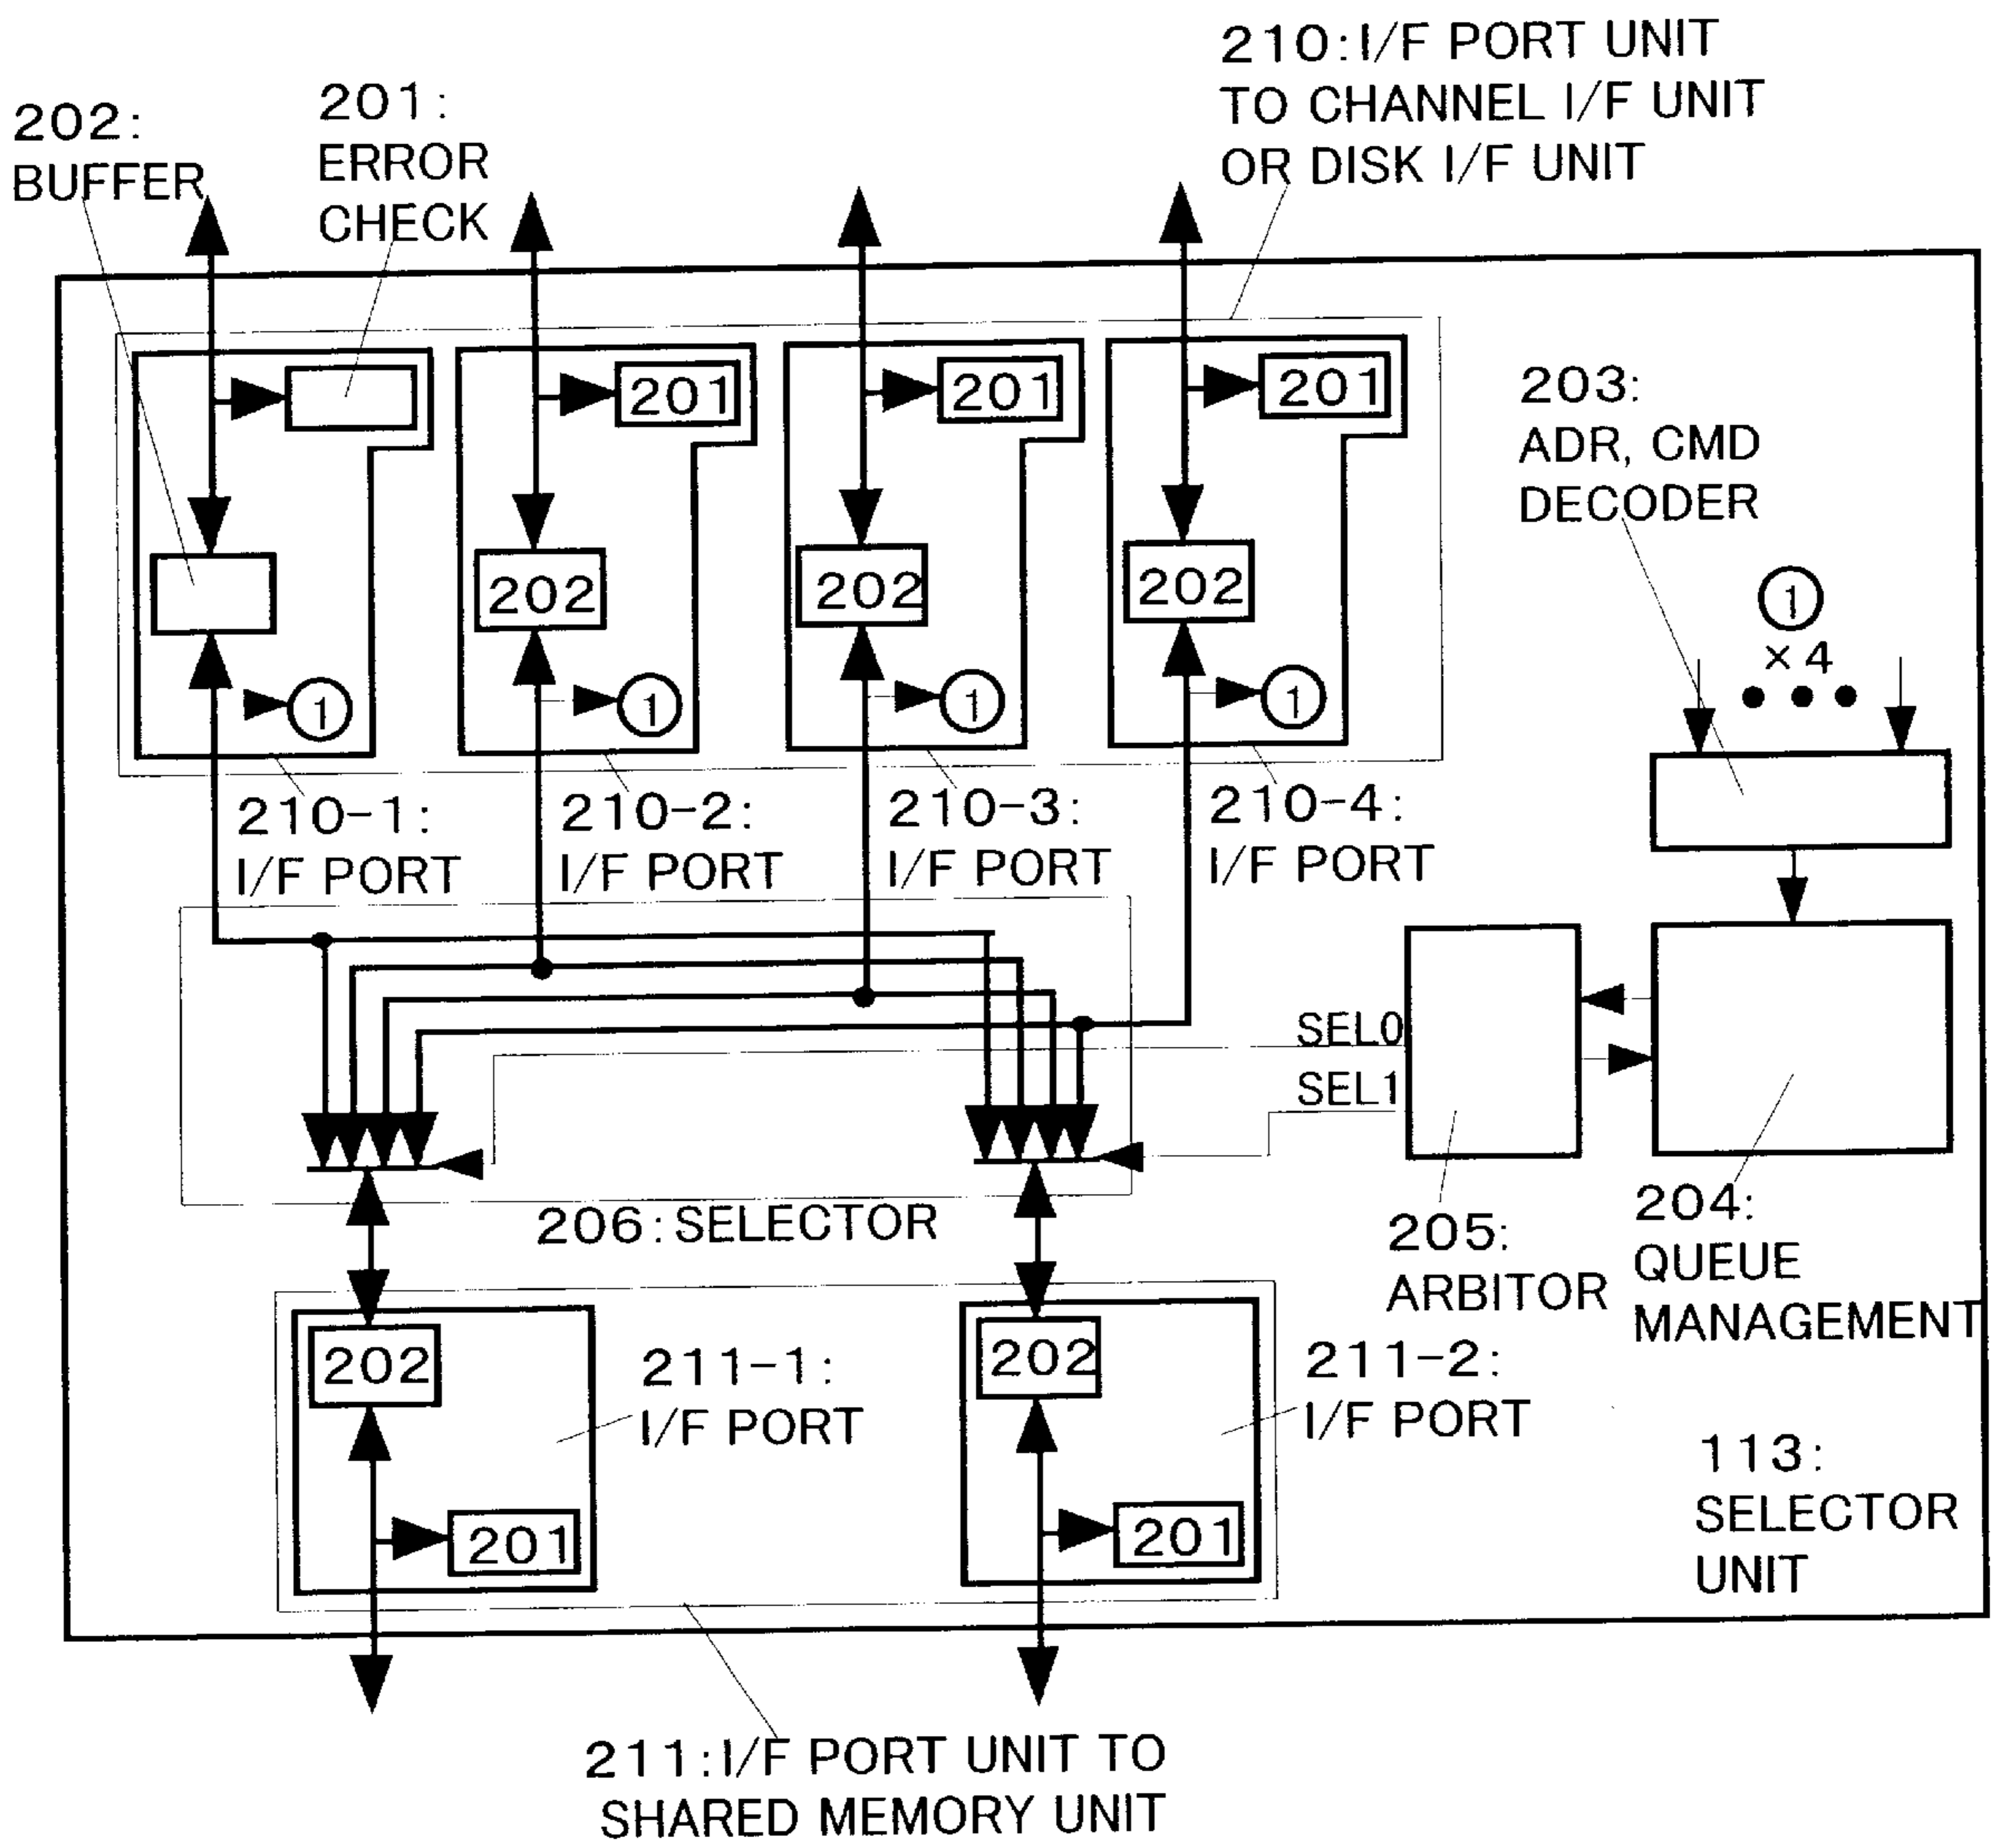 210:I/F PORT UNIT
TO CHANNEL I/F UNIT
OR DISK I/F UNIT
202:
BUFFER
201:
ERROR
CHECK
201
201
201
203:
ADR, CMD
DECODER
202
202
202
1
×4
1
1
1
1
210-1:
I/F PORT
210-2:
I/F PORT
210-3:
I/F PORT
210-4:
I/F PORT
SEL0
SEL1
206:SELECTOR
205:
ARBITOR
204:
QUEUE
MANAGEMENT
202
211-1:
I/F PORT
202
211-2:
I/F PORT
201
201
113:
SELECTOR
UNIT
211:I/F PORT UNIT TO
SHARED MEMORY UNIT